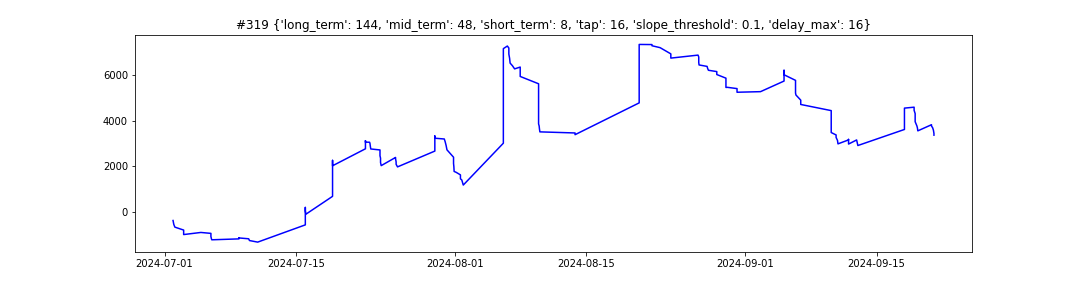 #319 {'long_term': 144, 'mid_term': 48, 'short_term': 8, 'tap': 16, 'slope_threshold': 0.1, 'delay_max': 16}
6000
4000
2000
0
2024-07-01 2024-07-15 2024-08-01 2024-08-15 2024-09-01 2024-09-15